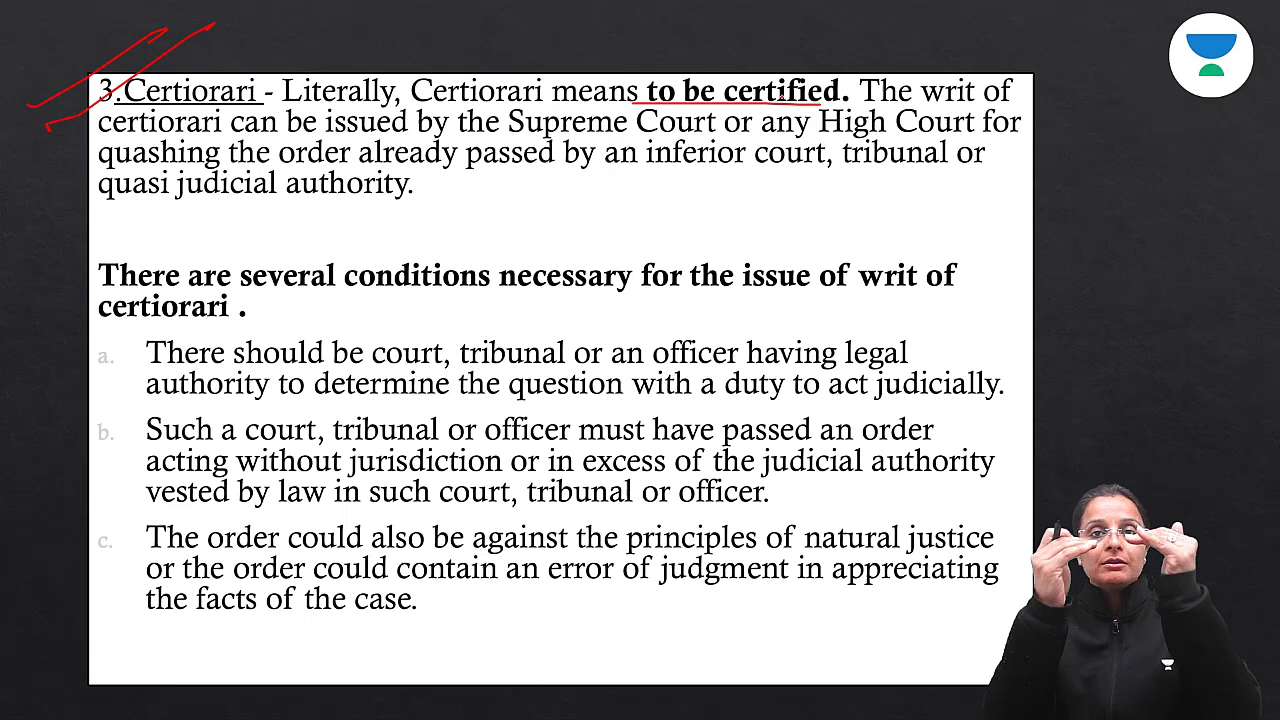 3.Certiorari - Literally, Certiorari means to be certified. The writ of
certiorari can be issued by the Supreme Court or any High Court for
quashing the order already passed by an inferior court, tribunal or
quasi judicial authority.
There are several conditions necessary for the issue of writ of
certiorari .
a. There should be court, tribunal or an officer having legal
authority to determine the question with a duty to act judicially.
b. Such a court, tribunal or officer must have passed an order
acting without jurisdiction or in excess of the judicial authority
vested by law in such court, tribunal or officer.
c. The order could also be against the principles of natural justice
or the order could contain an error of judgment in appreciating
the facts of the case.